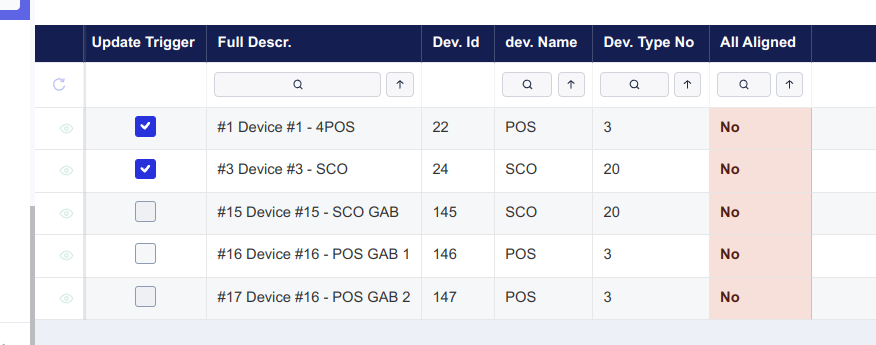 Update Trigger Full Descr. Dev. Id dev. Name Dev. Type No All Aligned
#1 Device #1 - 4POS 22 POS 3 No
#3 Device #3 - SCO 24 SCO 20 No
#15 Device #15 - SCO GAB 145 SCO 20 No
#16 Device #16 - POS GAB 1 146 POS 3 No
#17 Device #16 - POS GAB 2 147 POS 3 No